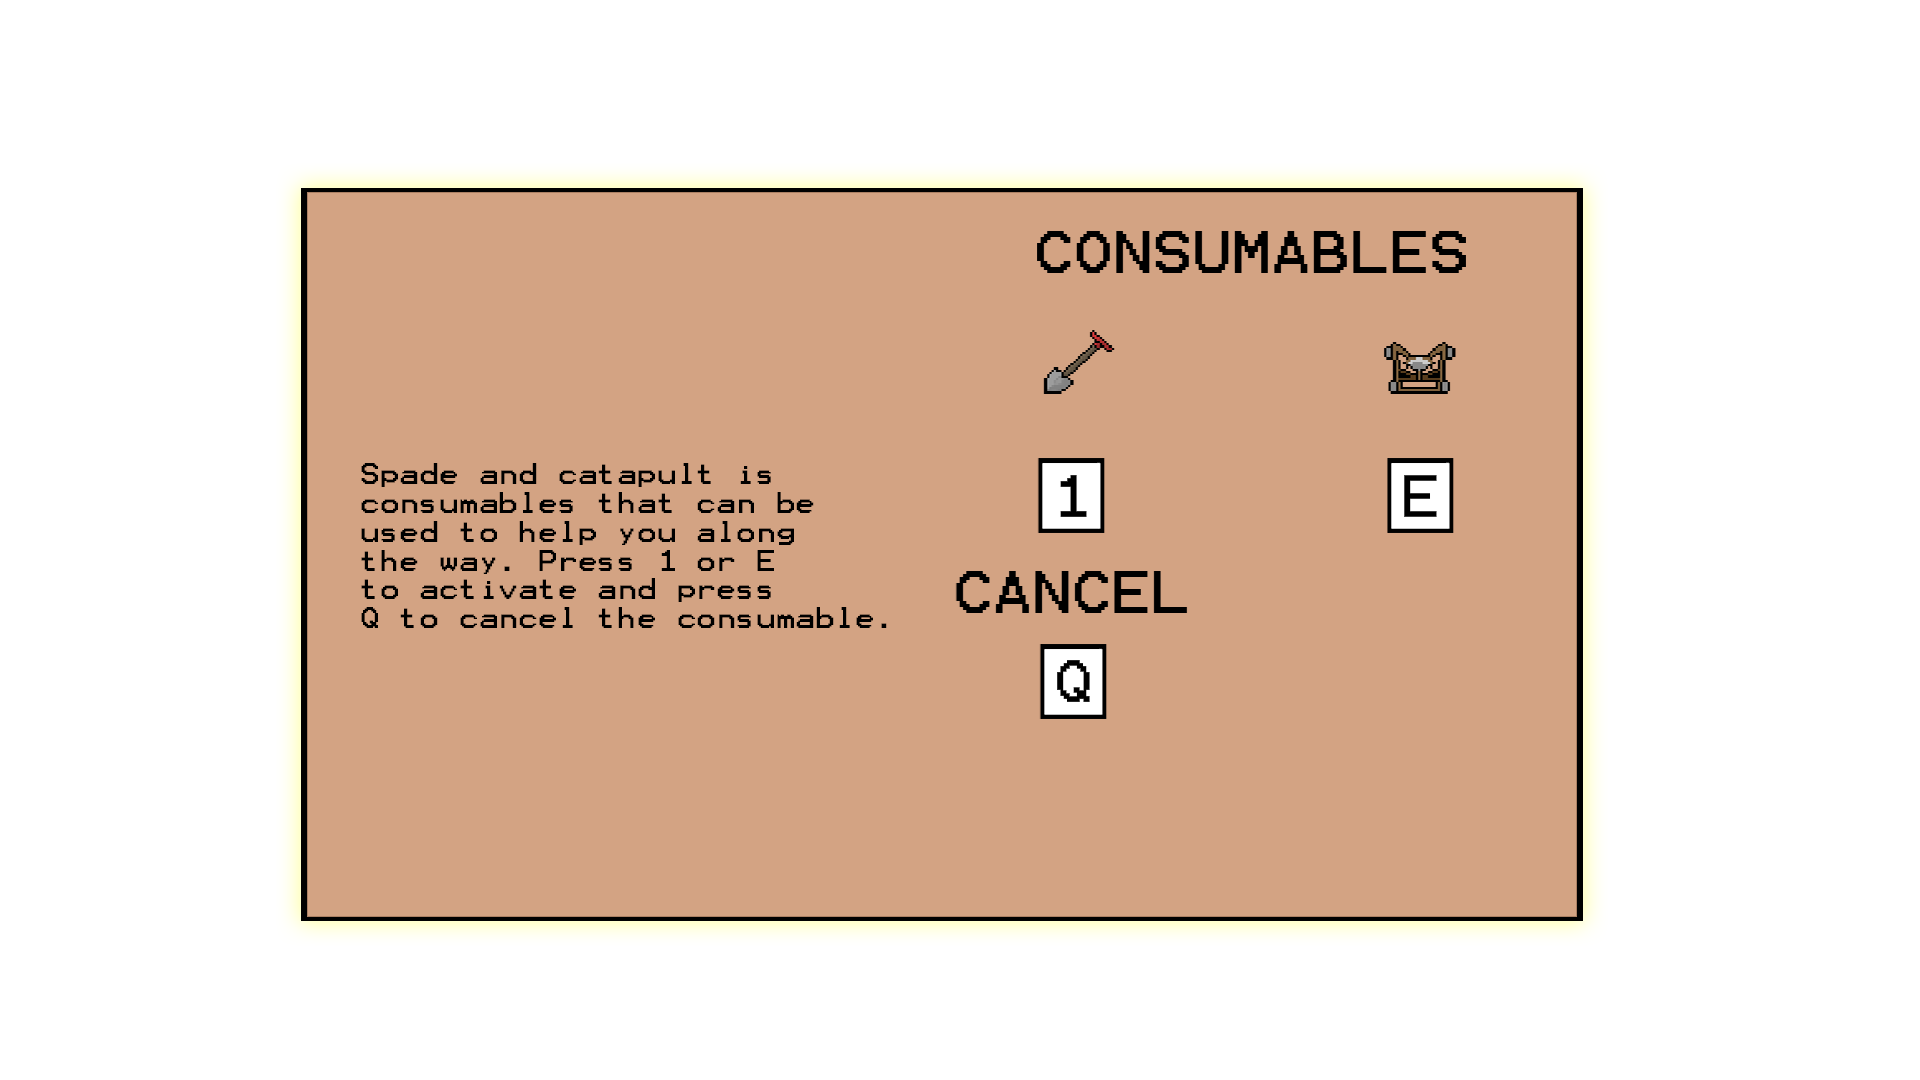 CONSUMABLES
Spade and catapult is
consumables that can be
used to help you along
the way. Press 1 or E
to activate and press
Q to cancel the consumable.
1
E
CANCEL
Q